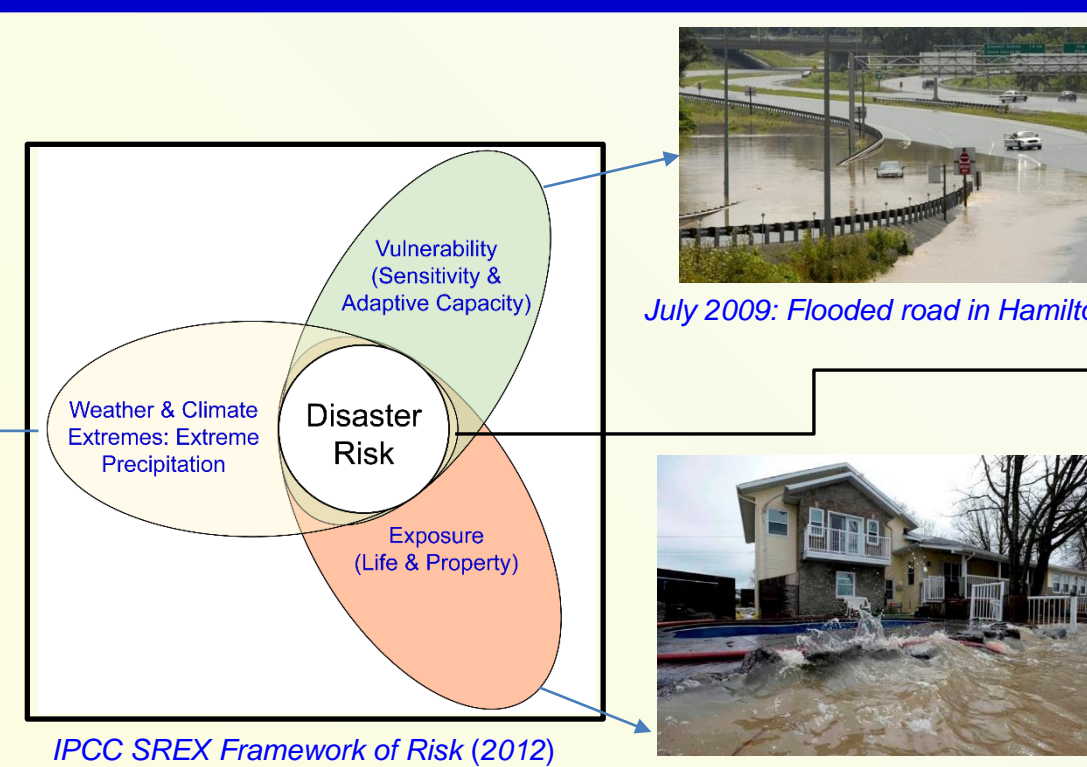 Vulnerability
(Sensitivity &
Adaptive Capacity)
July 2009: Flooded road in Hamilto
Weather & Climate
Extremes: Extreme
Precipitation
Disaster
Risk
Exposure
(Life & Property)
IPCC SREX Framework of Risk (2012)